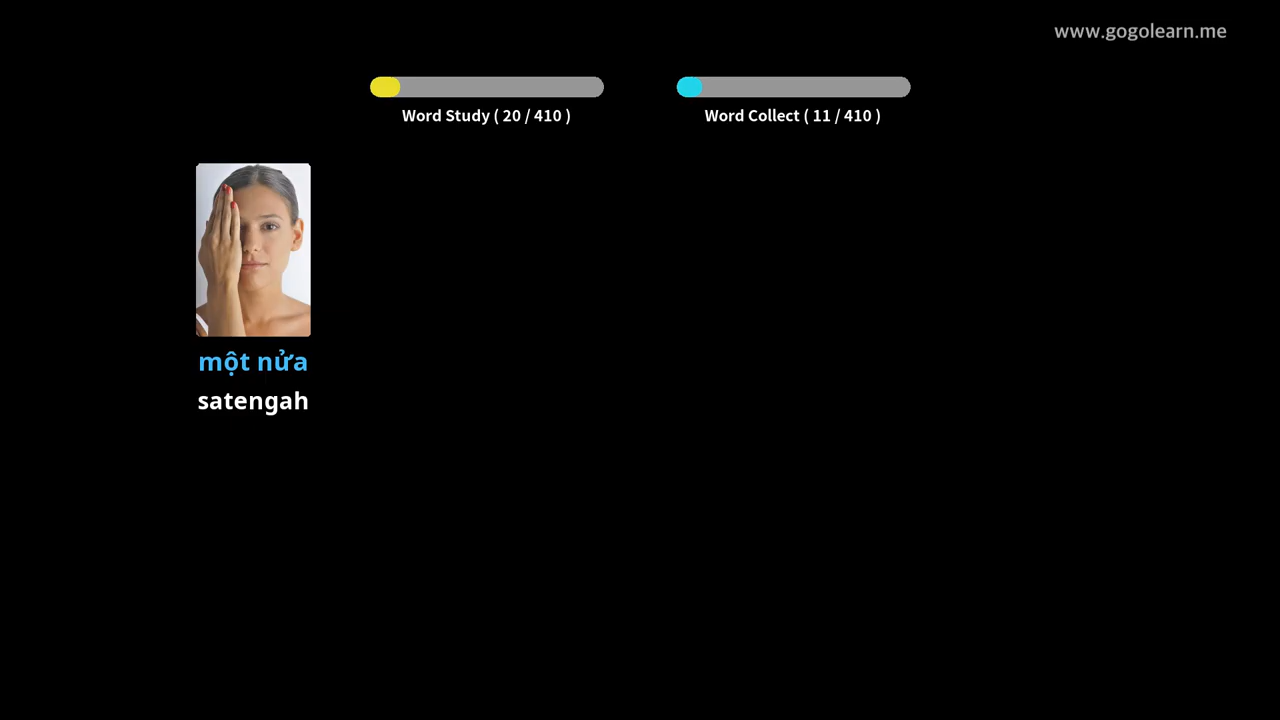 www.gogolearn.me
Word Study ( 20 / 410 )
Word Collect ( 11 / 410 )
một nửa
satengah